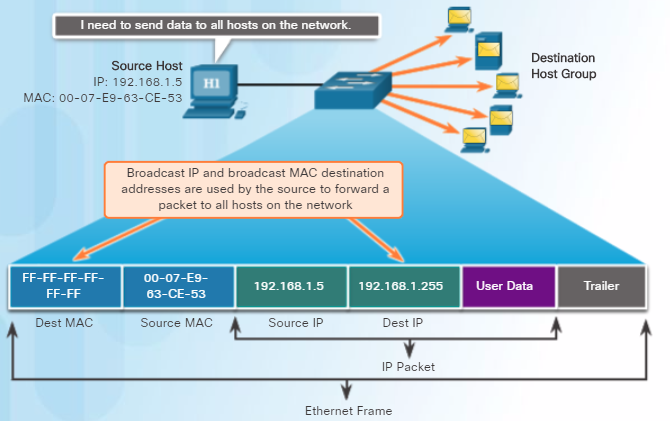 I need to send data to all hosts on the network.
Source Host
IP: 192.168.1.5
MAC: 00-07-E9-63-CE-53
H1
Destination
Host Group
Broadcast IP and broadcast MAC destination
addresses are used by the source to forward a
packet to all hosts on the network
FF-FF-FF-FF-
FF-FF
00-07-E9-
63-CE-53
192.168.1.5
192.168.1.255
User Data
Trailer
Dest MAC
Source MAC
Source IP
Dest IP
IP Packet
Ethernet Frame